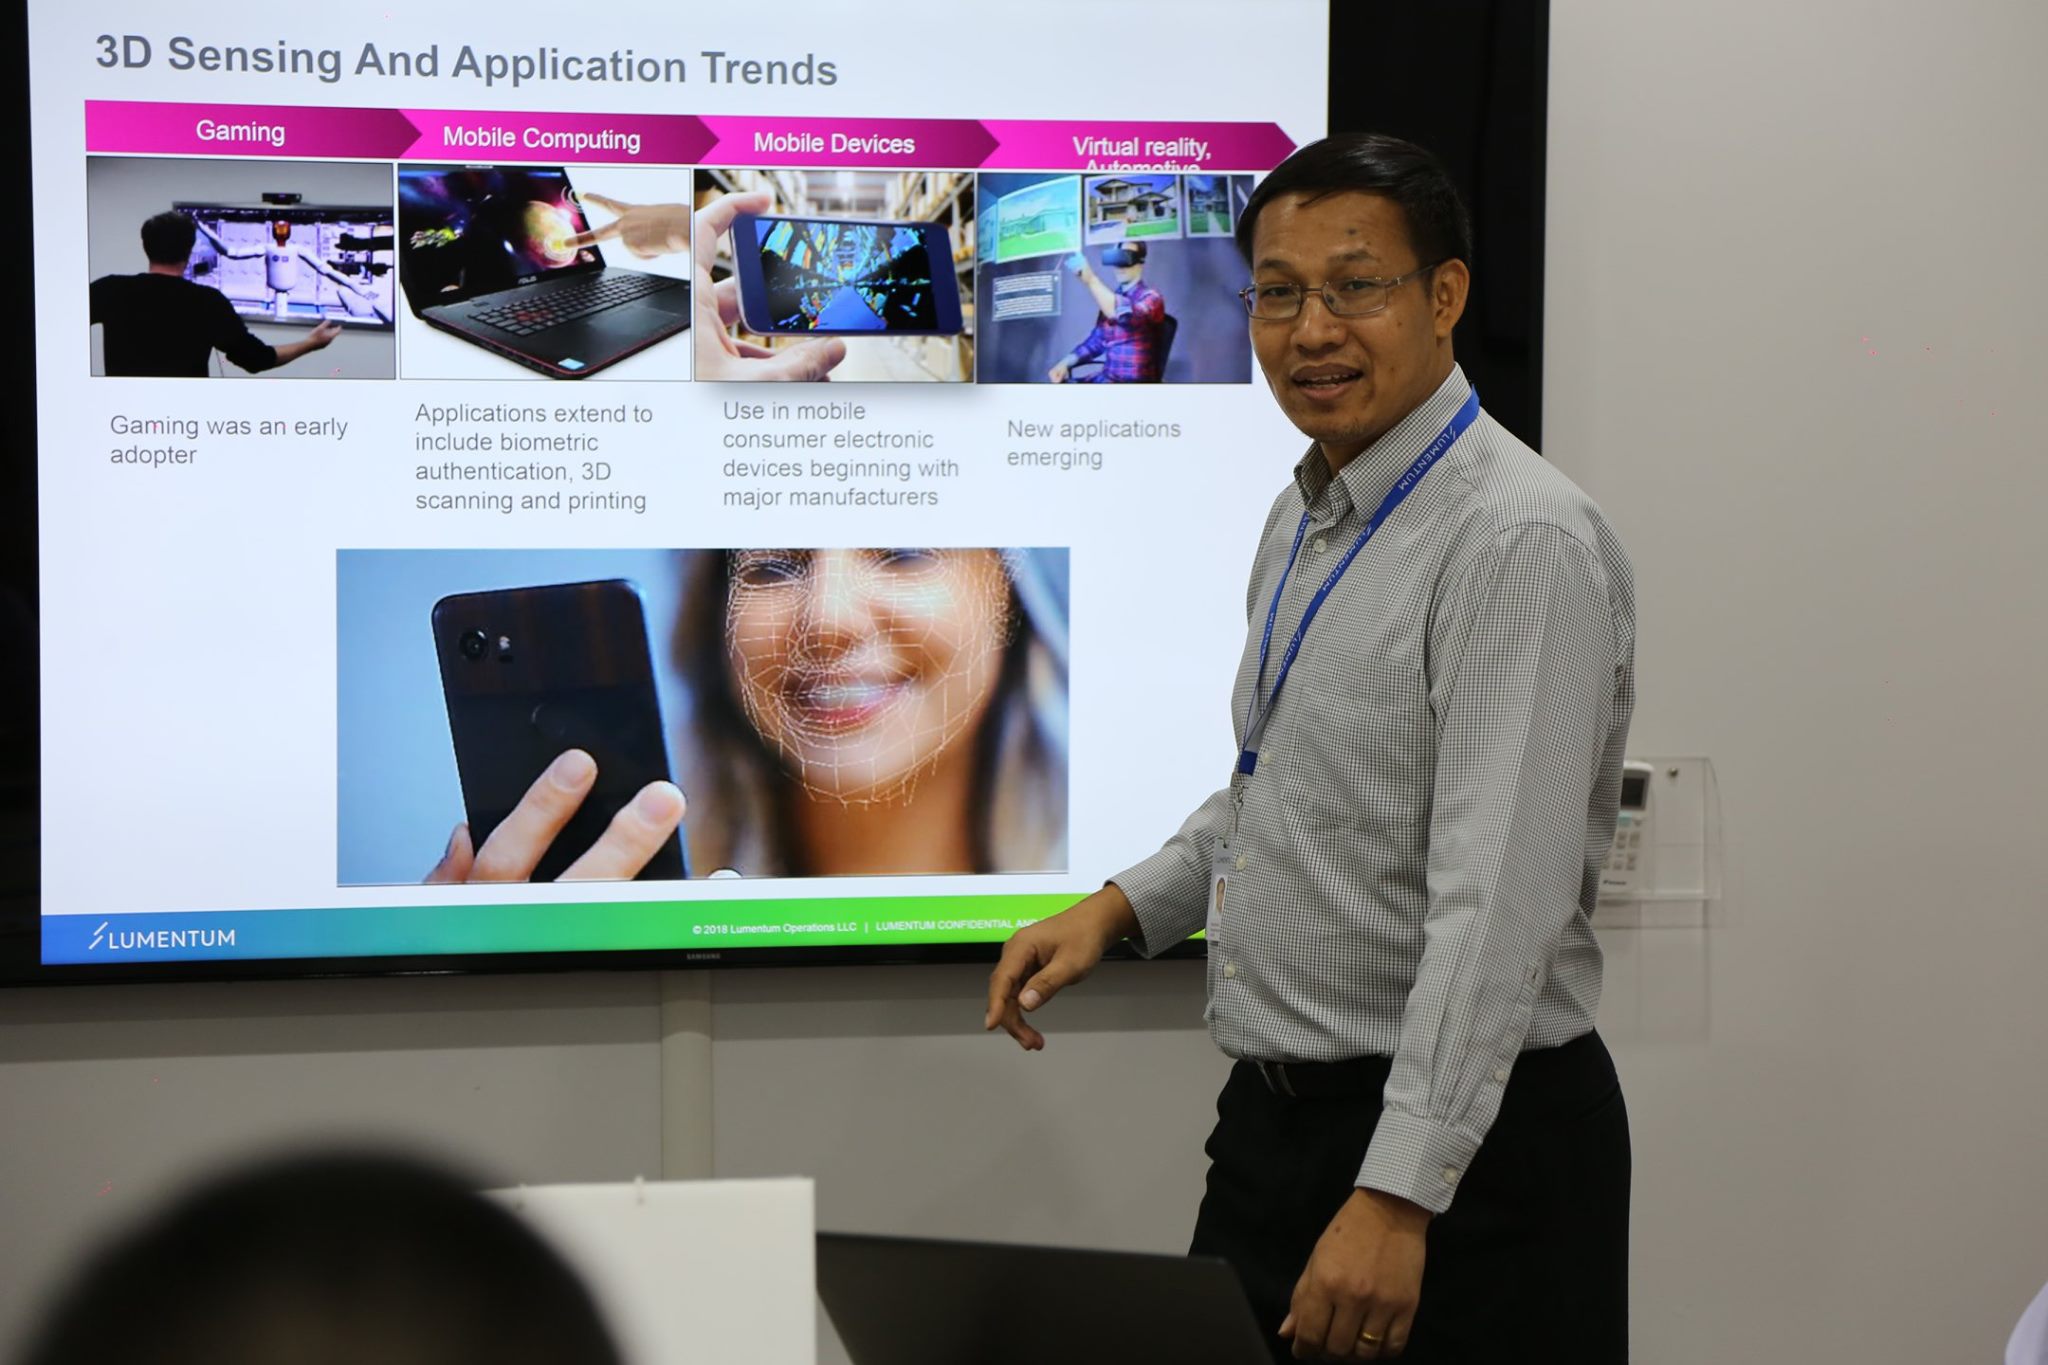 3D Sensing And Application Trends
Gaming
Mobile Computing
Mobile Devices
Virtual reality,
Automotive
Gaming was an early
adopter
Applications extend to
include biometric
authentication, 3D
scanning and printing
Use in mobile
consumer electronic
devices beginning with
major manufacturers
New applications
emerging
LUMENTUM
© 2018 Lumentum Operations LLC | LUMENTUM CONFIDENTIAL AND
SAMSUNG
LUMENTUM
LUMENTUM